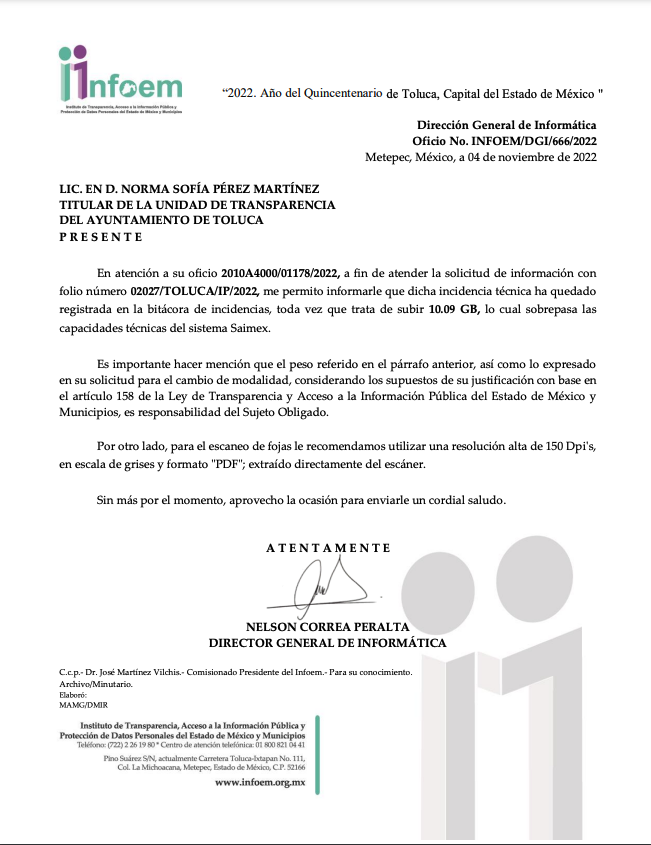 infoem
Instituto de Transparencia, Acceso a la Información Pública y
Protección de Datos Personales del Estado de México y Municipios
“2022. Año del Quincentenario de Toluca, Capital del Estado de México "
Dirección General de Informática
Oficio No. INFOEM/DGI/666/2022
Metepec, México, a 04 de noviembre de 2022
LIC. EN D. NORMA SOFÍA PÉREZ MARTÍNEZ
TITULAR DE LA UNIDAD DE TRANSPARENCIA
DEL AYUNTAMIENTO DE TOLUCA
P R E S E N T E
En atención a su oficio 2010A4000/01178/2022, a fin de atender la solicitud de información con
folio número 02027/TOLUCA/IP/2022, me permito informarle que dicha incidencia técnica ha quedado
registrada en la bitácora de incidencias, toda vez que trata de subir 10.09 GB, lo cual sobrepasa las
capacidades técnicas del sistema Saimex.
Es importante hacer mención que el peso referido en el párrafo anterior, así como lo expresado
en su solicitud para el cambio de modalidad, considerando los supuestos de su justificación con base en
el artículo 158 de la Ley de Transparencia y Acceso a la Información Pública del Estado de México y
Municipios, es responsabilidad del Sujeto Obligado.
Por otro lado, para el escaneo de fojas le recomendamos utilizar una resolución alta de 150 Dpi's,
en escala de grises y formato "PDF"; extraído directamente del escáner.
Sin más por el momento, aprovecho la ocasión para enviarle un cordial saludo.
A T E N T A M E N T E
NELSON CORREA PERALTA
DIRECTOR GENERAL DE INFORMÁTICA
C.c.p.- Dr. José Martínez Vilchis.- Comisionado Presidente del Infoem.- Para su conocimiento.
Archivo/Minutario.
Elaboró:
MAMG/DMIR
Instituto de Transparencia, Acceso a la Información Pública y
Protección de Datos Personales del Estado de México y Municipios
Teléfono: (722) 2 26 19 80 * Centro de atención telefónica: 01 800 821 04 41
Pino Suárez S/N, actualmente Carretera Toluca-Ixtapan No. 111,
Col. La Michoacana, Metepec, Estado de México, C.P. 52166
www.infoem.org.mx